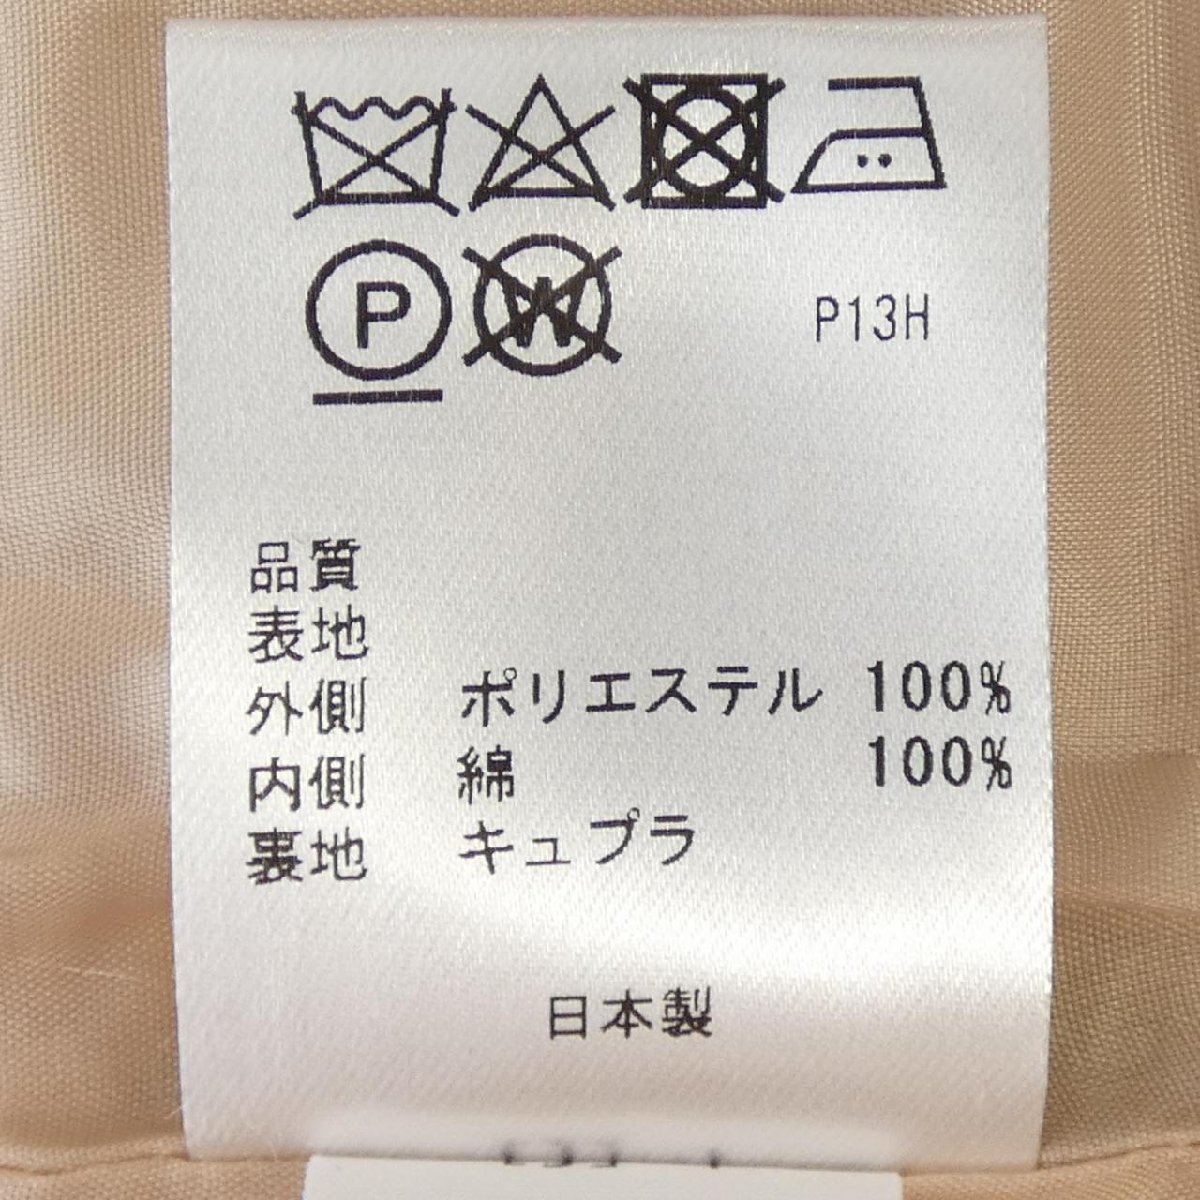 P W
P13H
品質
表地
外側 ポリエステル 100%
内側 綿 100%
裏地 キュプラ
日本製